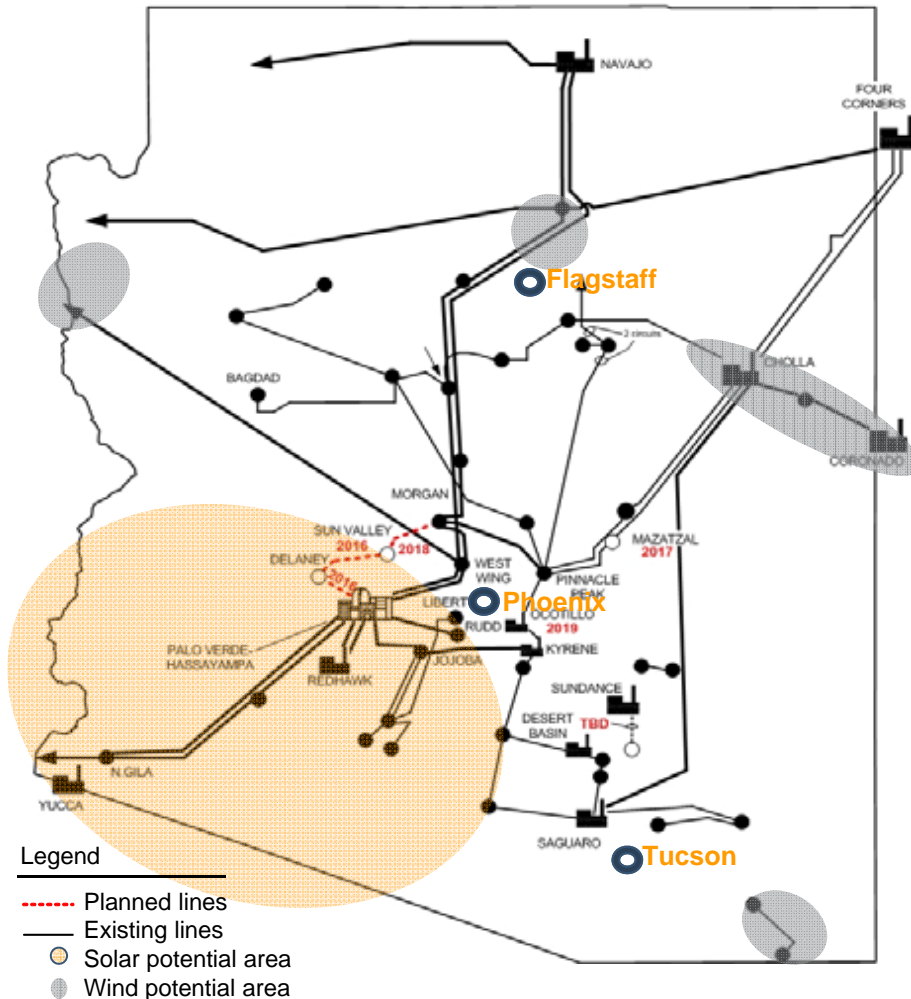 NAVAJO
FOUR
CORNERS
Flagstaff
2 circuits
CHOLLA
BAGDAD
CORONADO
MORGAN
SUN VALLEY
2016
2018
MAZATZAL
2017
DELANEY
2016
WEST
WING
PINNACLE
PEAK
LIBERT
Phoenix
OCOTILLO
RUDD
2019
PALO VERDE-
HASSAYAMPA
JOJOBA
KYRENE
REDHAWK
SUNDANCE
DESERT
BASIN
TBD
N.GILA
YUCCA
SAGUARO
Tucson
Legend
Planned lines
Existing lines
Solar potential area
Wind potential area